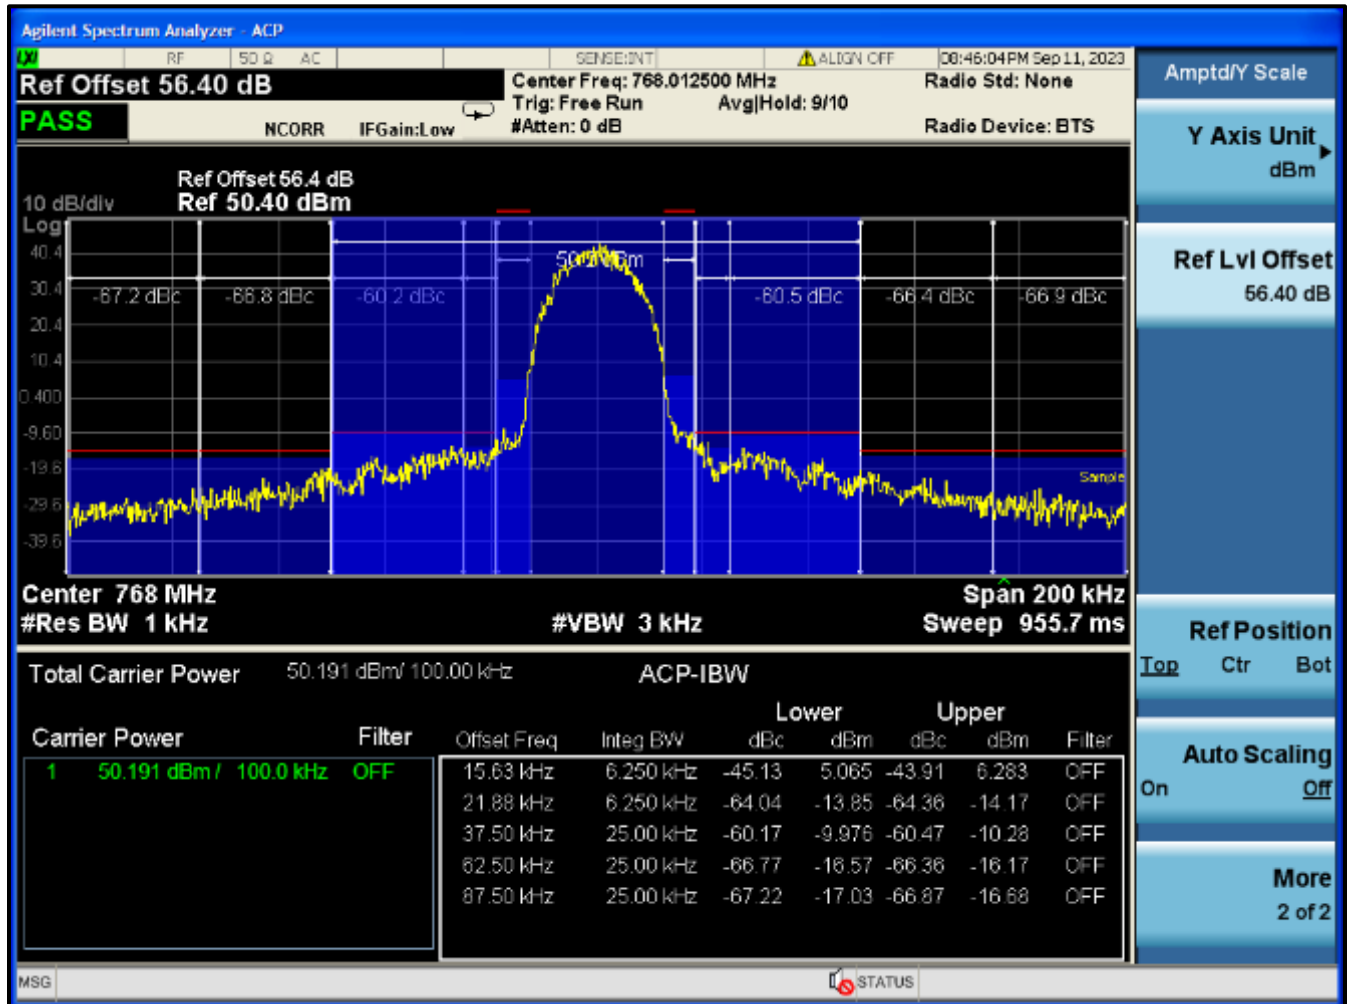 Agilent Spectrum Analyzer - ACP
LXI RF 50 Ω AC SENSE:INT ALIGN OFF 08:46:04 PM Sep 11, 2023
Ref Offset 56.40 dB
Center Freq: 768.012500 MHz Radio Std: None
Trig: Free Run Avg|Hold: 9/10
PASS NCORR IFGain:Low #Atten: 0 dB Radio Device: BTS
Ref Offset 56.4 dB
10 dB/div Ref 50.40 dBm
Log
40.4
30.4
20.4
10.4
0.400
-9.60
-19.6
-29.6
-39.6
-67.2 dBc -66.8 dBc -60.2 dBc -60.5 dBc -66.4 dBc -66.9 dBc
Sample
Center 768 MHz Span 200 kHz
#Res BW 1 kHz #VBW 3 kHz Sweep 955.7 ms
Total Carrier Power 50.191 dBm/ 100.00 kHz ACP-IBW
Lower Upper
Carrier Power Filter Offset Freq Integ BW dBc dBm dBc dBm Filter
1 50.191 dBm / 100.0 kHz OFF 15.63 kHz 6.250 kHz -45.13 5.065 -43.91 6.283 OFF
21.88 kHz 6.250 kHz -64.04 -13.85 -64.36 -14.17 OFF
37.50 kHz 25.00 kHz -60.17 -9.976 -60.47 -10.28 OFF
62.50 kHz 25.00 kHz -66.77 -16.57 -66.36 -16.17 OFF
87.50 kHz 25.00 kHz -67.22 -17.03 -66.87 -16.68 OFF
MSG STATUS
Amptd/Y Scale
Y Axis Unit
dBm
Ref Lvl Offset
56.40 dB
Ref Position
Top Ctr Bot
Auto Scaling
On Off
More
2 of 2